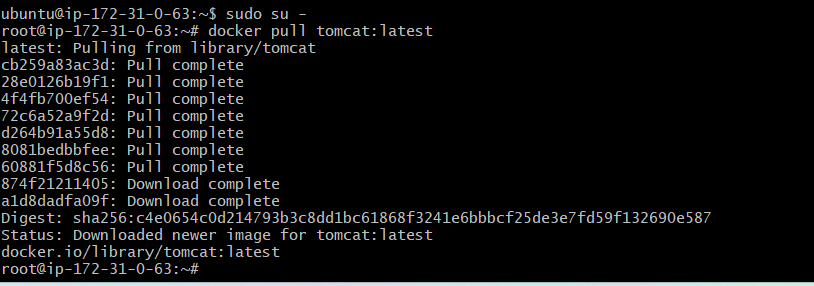 ubuntu@ip-172-31-0-63:~$ sudo su -
root@ip-172-31-0-63:~# docker pull tomcat:latest
latest: Pulling from library/tomcat
cb259a83ac3d: Pull complete
28e0126b19f1: Pull complete
4f4fb700ef54: Pull complete
72c6a52a9f2d: Pull complete
d264b91a55d8: Pull complete
8081bedbbfee: Pull complete
60881f5d8c56: Pull complete
874f21211405: Download complete
a1d8dadfa09f: Download complete
Digest: sha256:c4e0654c0d214793b3c8dd1bc61868f3241e6bbbcf25de3e7fd59f132690e587
Status: Downloaded newer image for tomcat:latest
docker.io/library/tomcat:latest
root@ip-172-31-0-63:~#